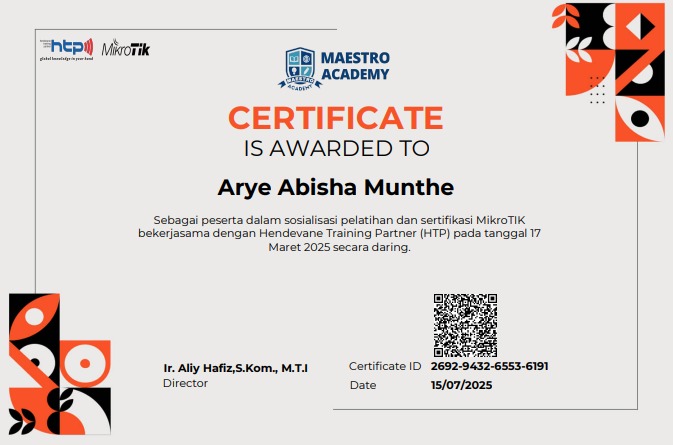 htp
global knowledge in your hand
MikroTik
MAESTRO
ACADEMY
MAESTRO
ACADEMY
CERTIFICATE
IS AWARDED TO
Arye Abisha Munthe
Sebagai peserta dalam sosialisasi pelatihan dan sertifikasi MikroTIK
bekerjasama dengan Hendevane Training Partner (HTP) pada tanggal 17
Maret 2025 secara daring.
Ir. Aliy Hafiz,S.Kom., M.T.I
Director
Certificate ID 2692-9432-6553-6191
Date 15/07/2025